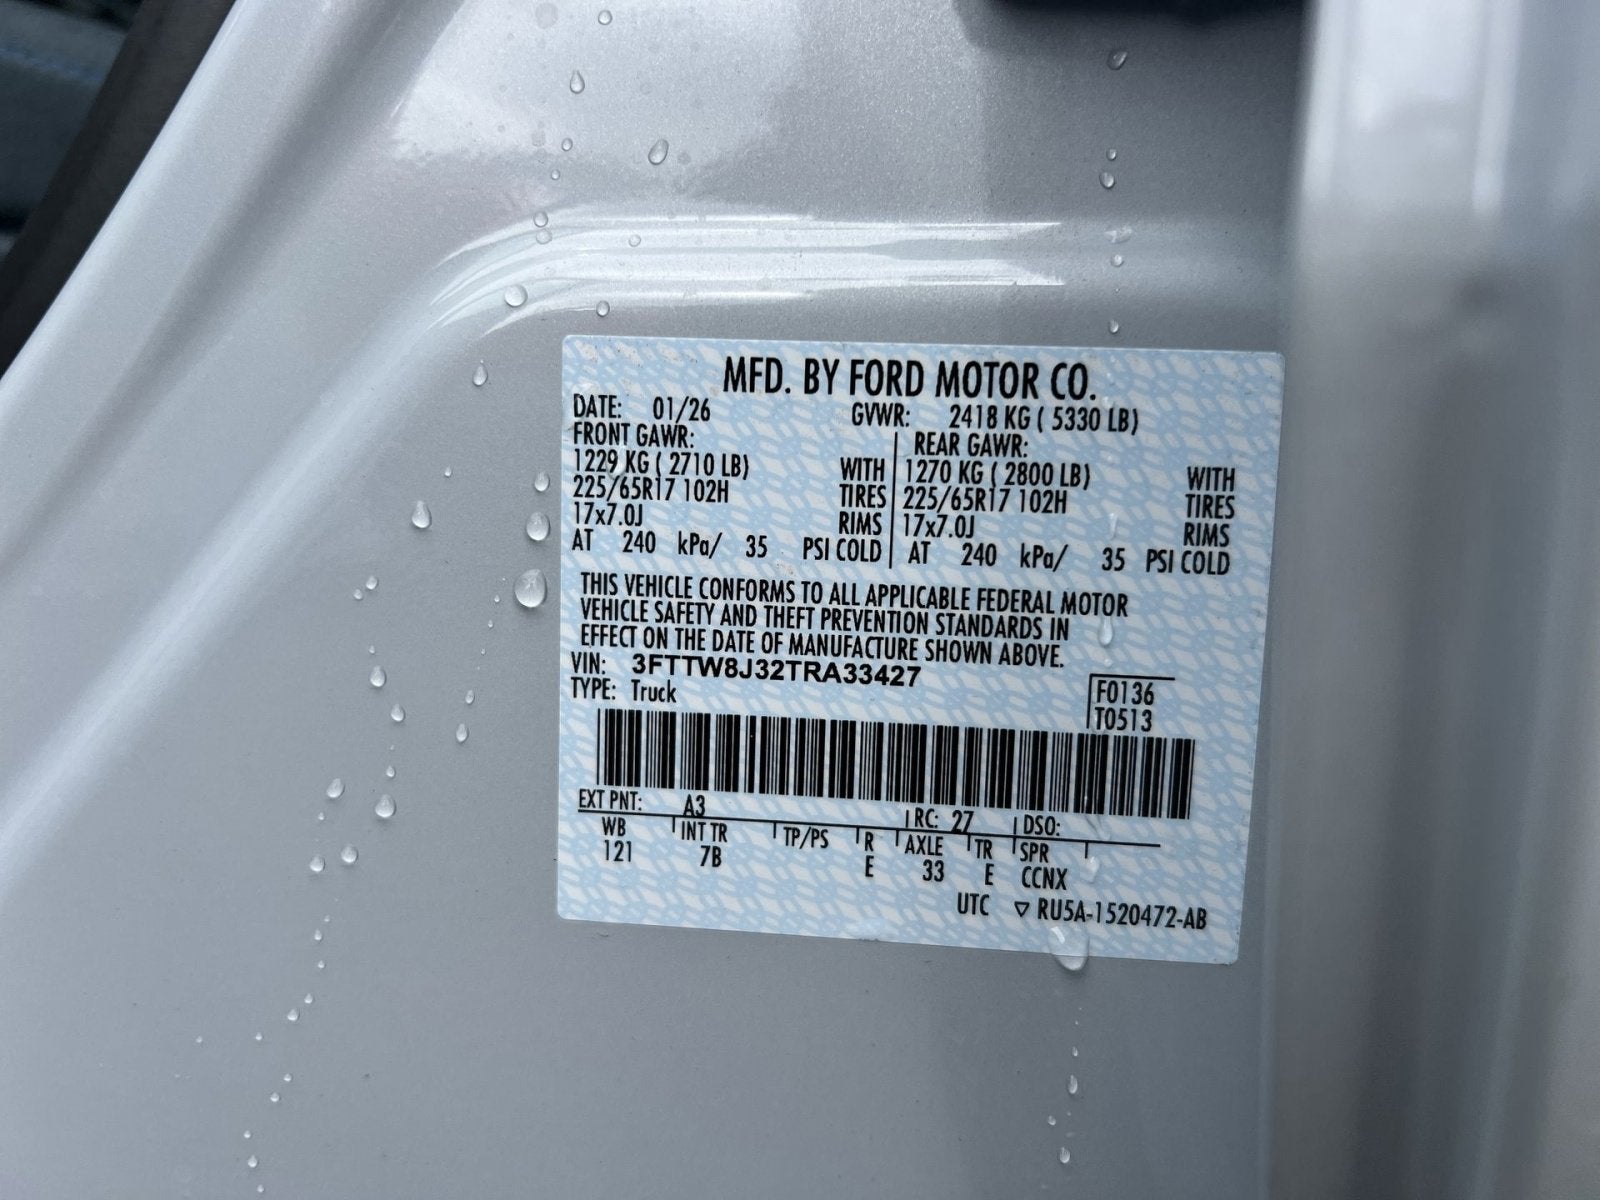 MFD. BY FORD MOTOR CO.
DATE: 01/26 GVWR: 2418 KG ( 5330 LB)
FRONT GAWR: REAR GAWR:
1229 KG ( 2710 LB) WITH 1270 KG ( 2800 LB) WITH
225/65R17 102H TIRES 225/65R17 102H TIRES
17x7.0J RIMS 17x7.0J RIMS
AT 240 kPa/ 35 PSI COLD AT 240 kPa/ 35 PSI COLD
THIS VEHICLE CONFORMS TO ALL APPLICABLE FEDERAL MOTOR
VEHICLE SAFETY AND THEFT PREVENTION STANDARDS IN
EFFECT ON THE DATE OF MANUFACTURE SHOWN ABOVE.
VIN: 3FTTW8J32TRA33427
TYPE: Truck
F0136
T0513
EXT PNT: A3 RC: 27 DSO:
WB INT TR TP/PS R AXLE TR SPR
121 7B E 33 E CCNX
UTC ▽ RU5A-1520472-AB